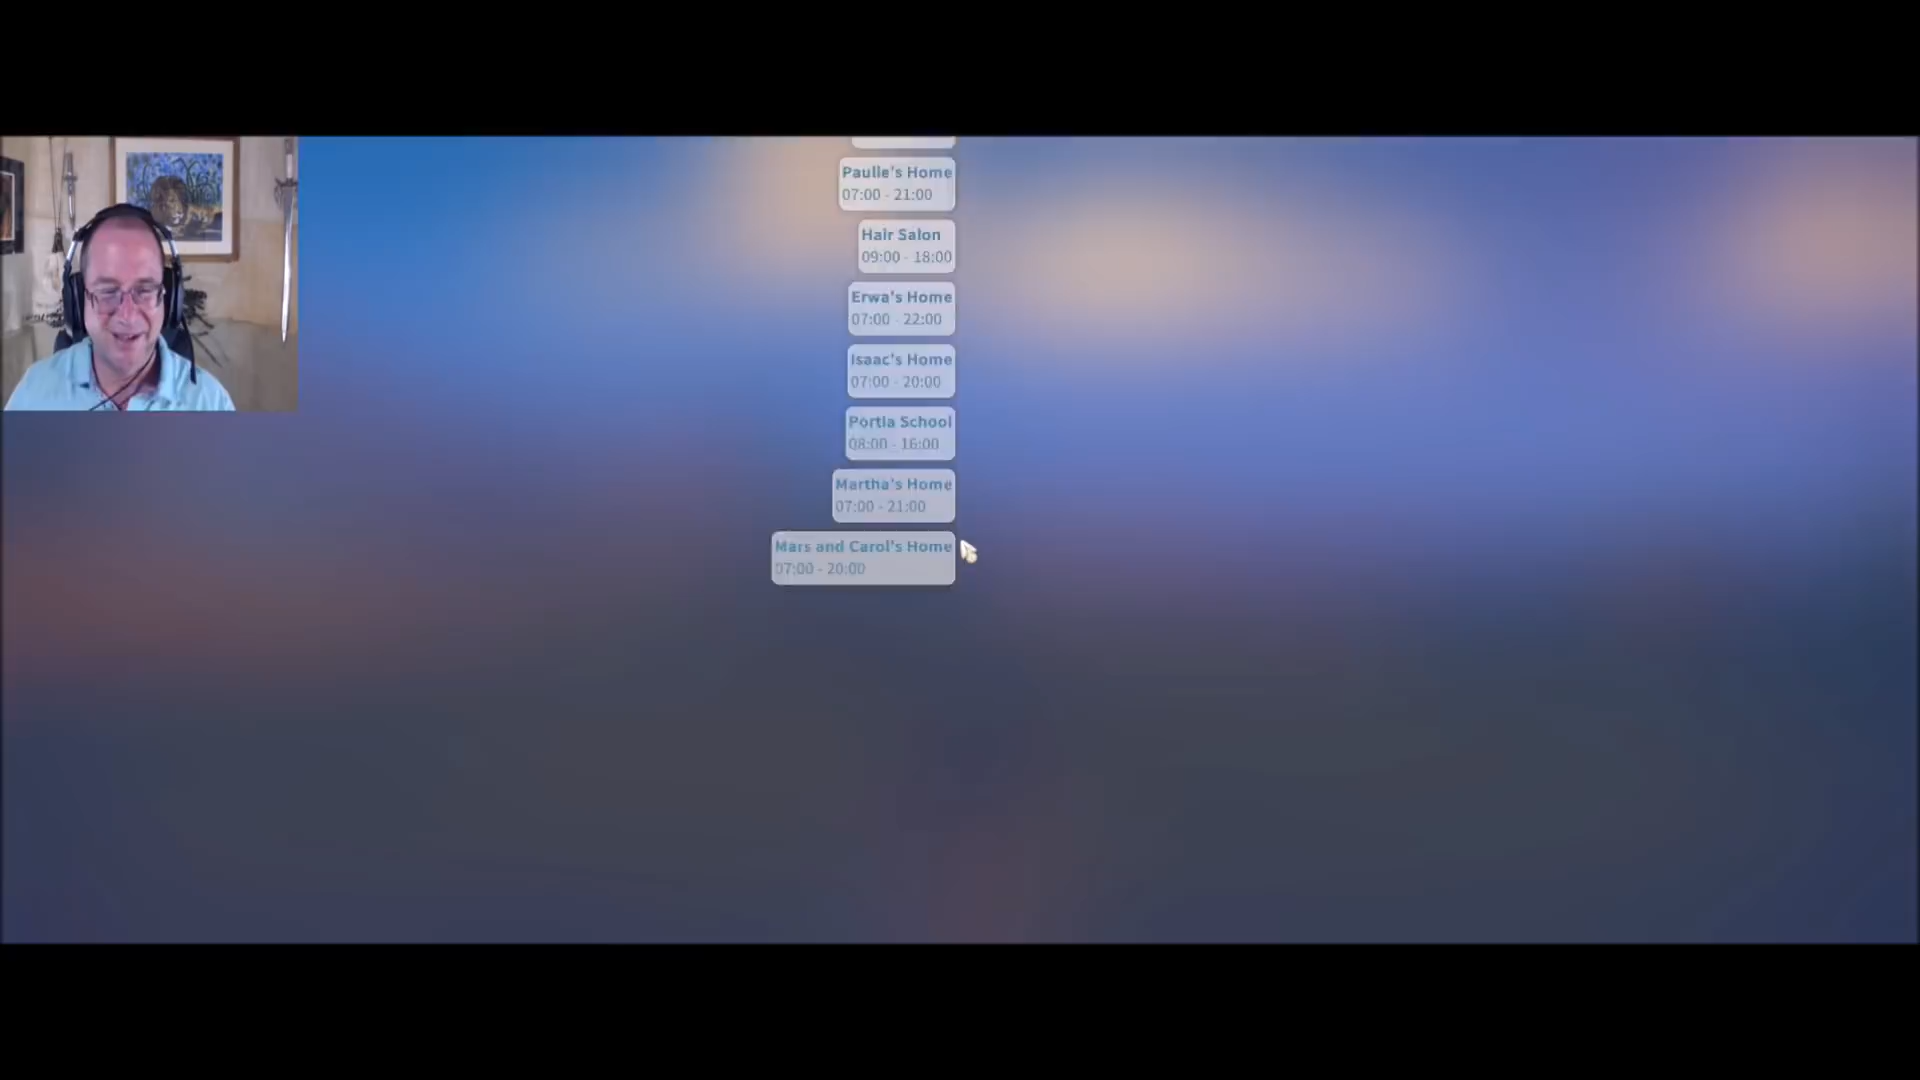 Paulie's Home
07:00 - 21:00
Hair Salon
09:00 - 18:00
Erwa's Home
07:00 - 22:00
Isaac's Home
07:00 - 20:00
Portia School
08:00 - 16:00
Martha's Home
07:00 - 21:00
Mars and Carol's Home
07:00 - 20:00